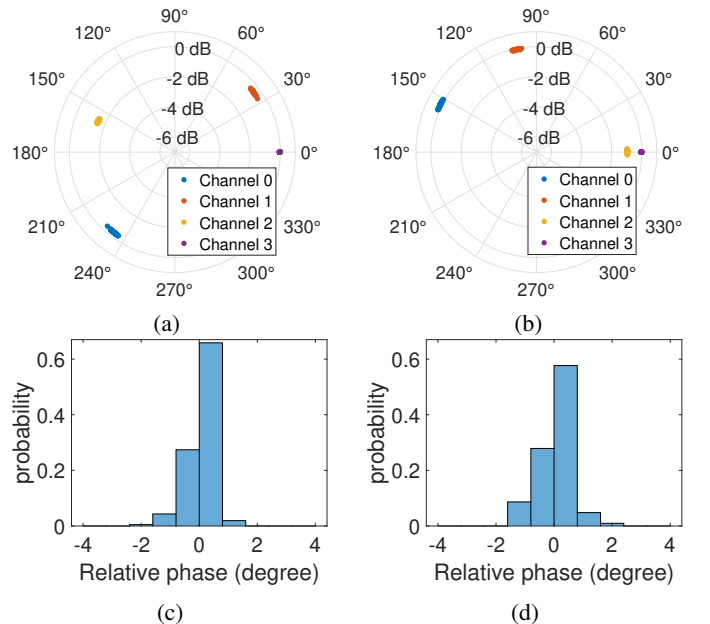 90°
120°
60°
0 dB
150°
-2 dB
30°
-4 dB
-6 dB
180°
0°
Channel 0
Channel 1
210°
Channel 2
330°
Channel 3
240°
300°
270°
(a)
90°
120°
60°
0 dB
150°
-2 dB
30°
-4 dB
-6 dB
180°
0°
Channel 0
Channel 1
210°
Channel 2
330°
Channel 3
240°
300°
270°
(b)
0.6
0.4
0.2
0
probability
-4 -2 0 2 4
Relative phase (degree)
(c)
0.6
0.4
0.2
0
probability
-4 -2 0 2 4
Relative phase (degree)
(d)